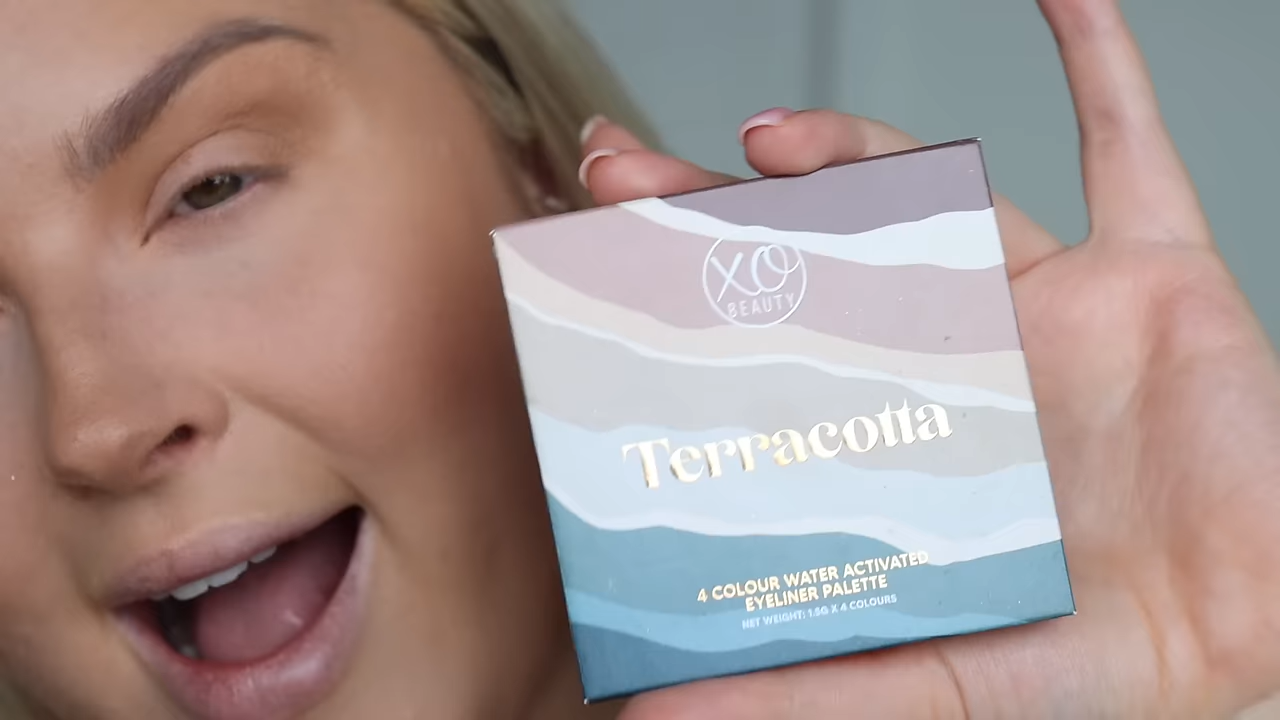 XO
BEAUTY
Terracotta
4 COLOUR WATER ACTIVATED
EYELINER PALETTE
NET WEIGHT: 1.5G X 4 COLOURS